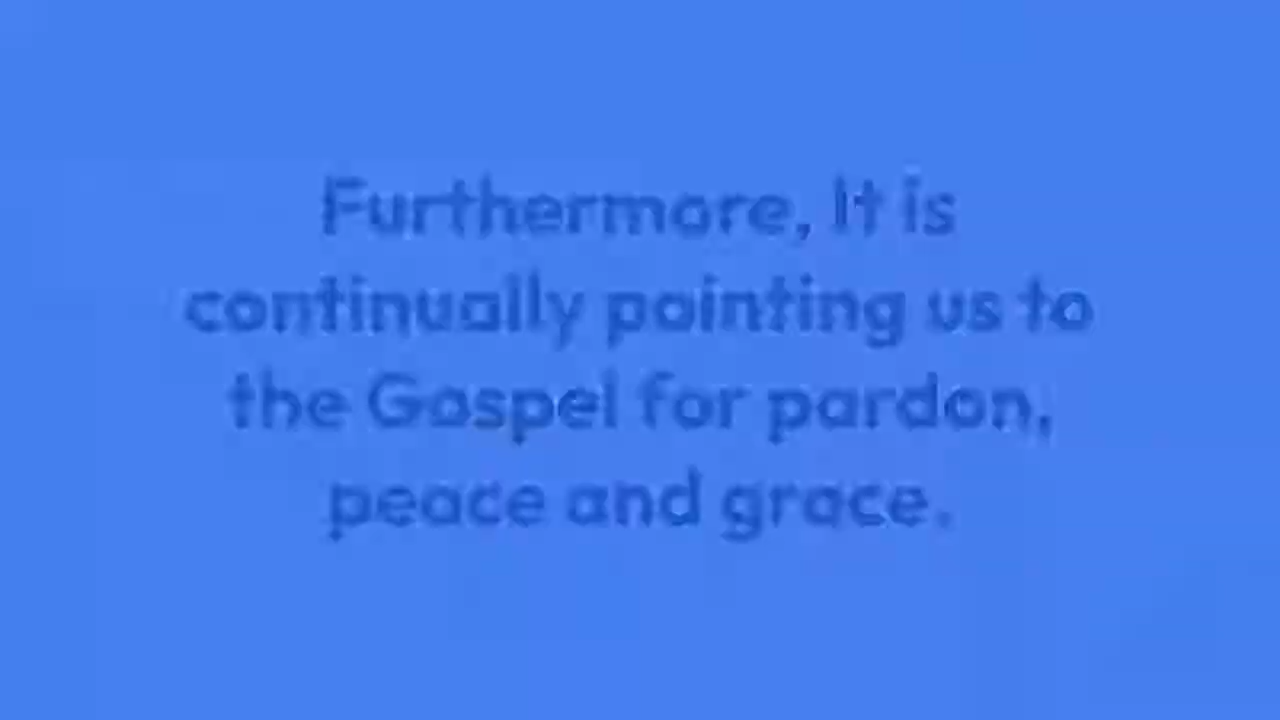 Furthermore, It is
continually pointing us to
the Gospel for pardon,
peace and grace.